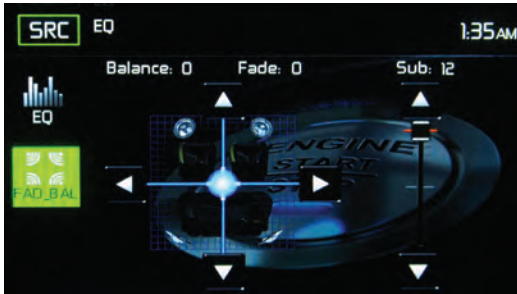 SRC EQ 1:35AM
Balance: 0 Fade: 0 Sub: 12
EQ
FAD_BAL
ENGINE
START